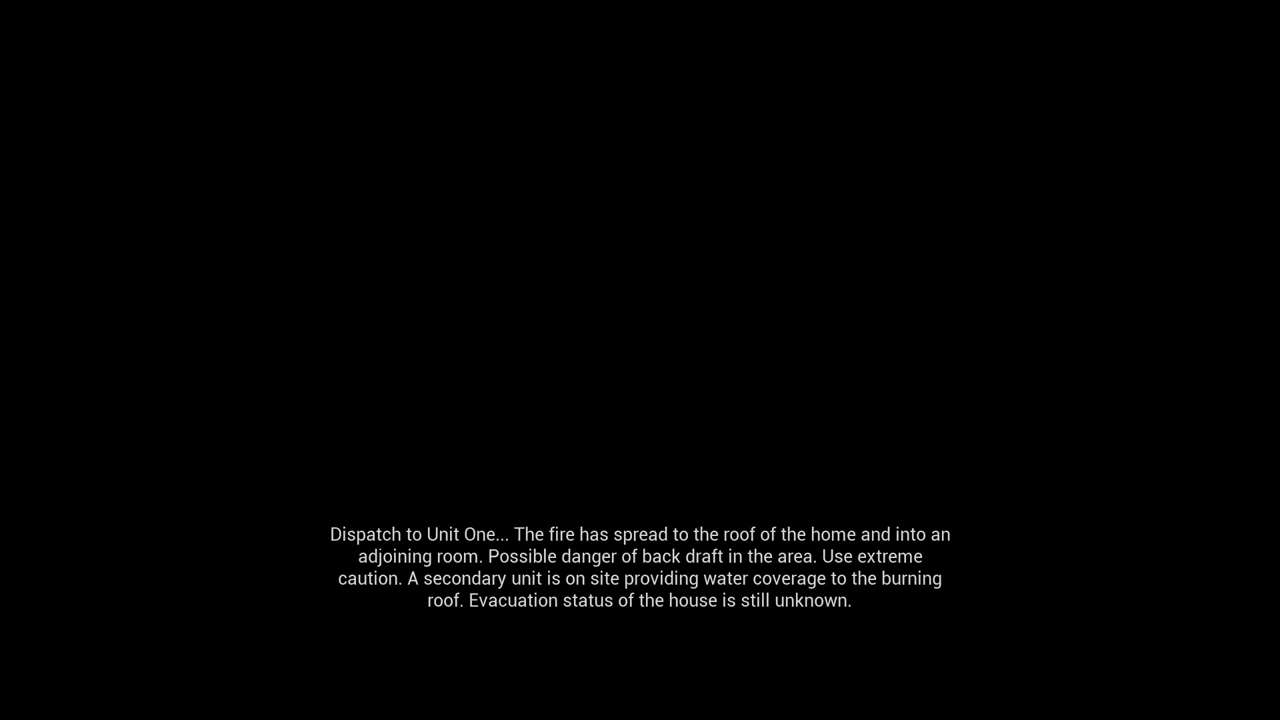 Dispatch to Unit One... The fire has spread to the roof of the home and into an
adjoining room. Possible danger of back draft in the area. Use extreme
caution. A secondary unit is on site providing water coverage to the burning
roof. Evacuation status of the house is still unknown.